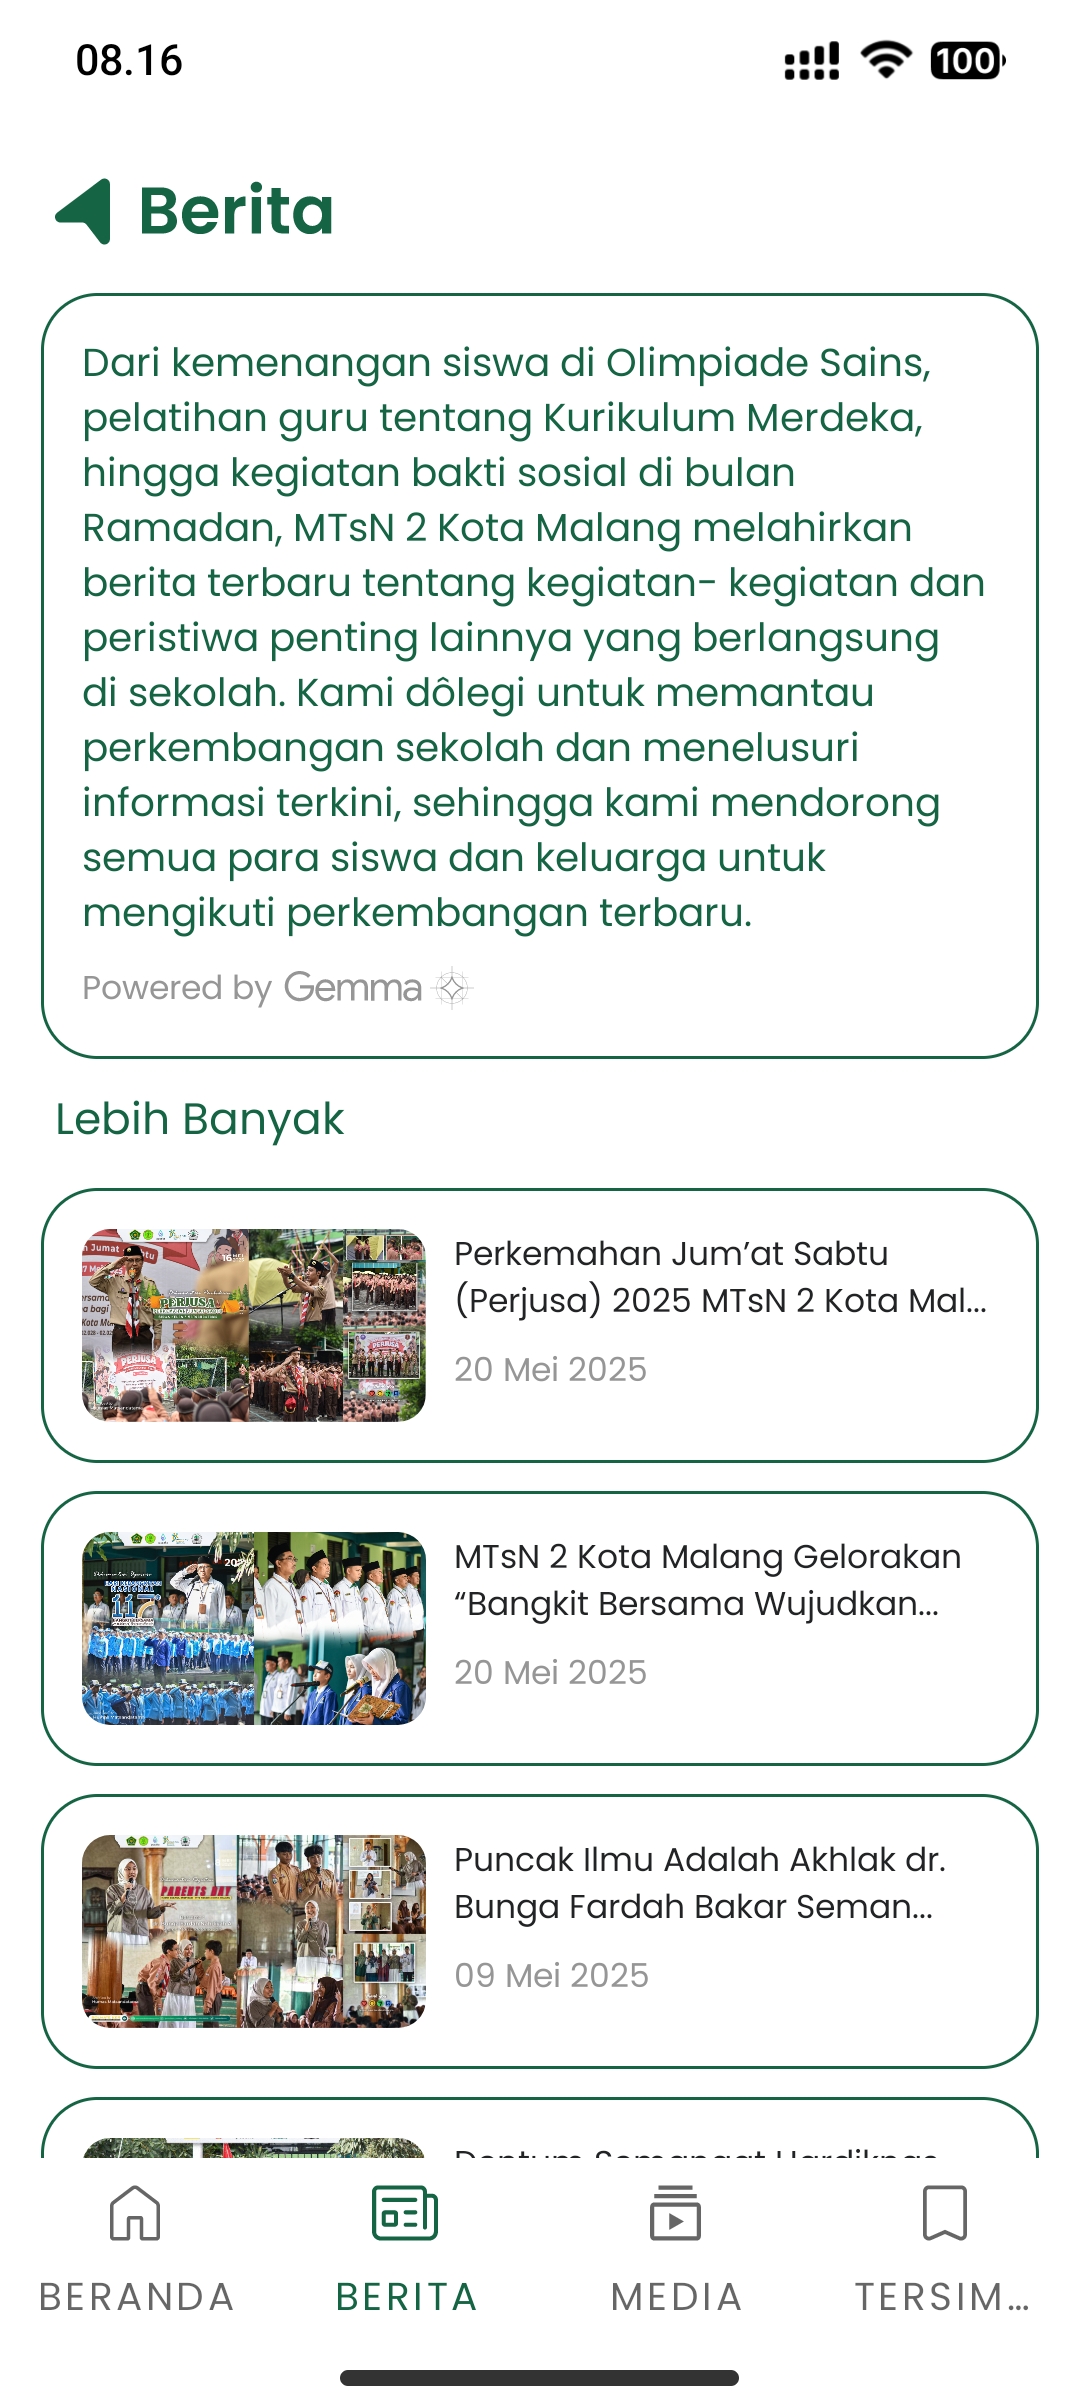 08.16
100
Berita
Dari kemenangan siswa di Olimpiade Sains,
pelatihan guru tentang Kurikulum Merdeka,
hingga kegiatan bakti sosial di bulan
Ramadan, MTsN 2 Kota Malang melahirkan
berita terbaru tentang kegiatan- kegiatan dan
peristiwa penting lainnya yang berlangsung
di sekolah. Kami dôlegi untuk memantau
perkembangan sekolah dan menelusuri
informasi terkini, sehingga kami mendorong
semua para siswa dan keluarga untuk
mengikuti perkembangan terbaru.
Powered by Gemma
Lebih Banyak
PERJUSA
PERJUSA
Perkemahan Jum’at Sabtu
(Perjusa) 2025 MTsN 2 Kota Mal...
20 Mei 2025
117
MTsN 2 Kota Malang Gelorakan
“Bangkit Bersama Wujudkan...
20 Mei 2025
PARENTS DAY
Puncak Ilmu Adalah Akhlak dr.
Bunga Fardah Bakar Seman...
09 Mei 2025
BERANDA
BERITA
MEDIA
TERSIM...